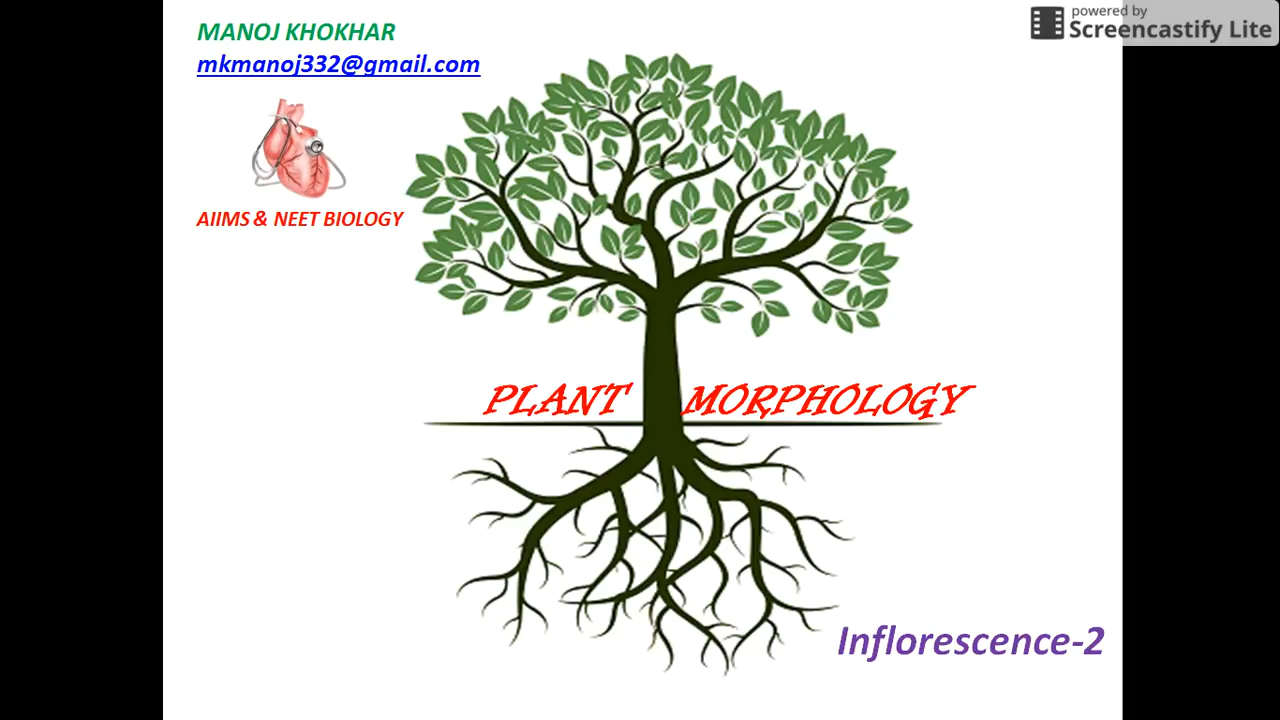 MANOJ KHOKHAR
mkmanoj332@gmail.com
powered by
Screencastify Lite
AIIMS & NEET BIOLOGY
PLANT MORPHOLOGY
Inflorescence-2